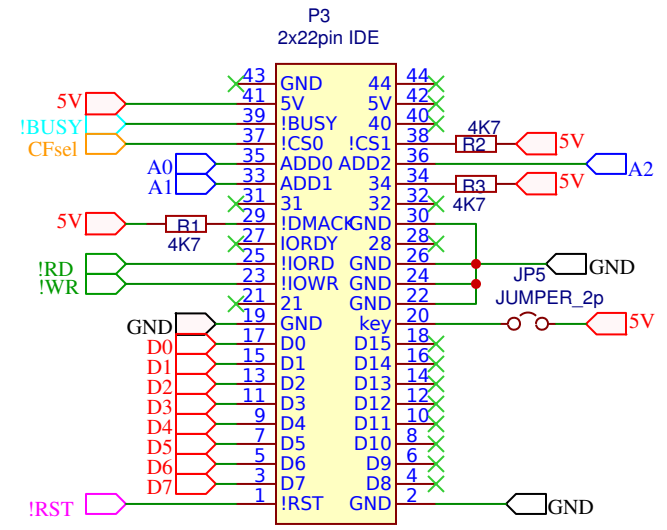 P3
2x22pin IDE
43 GND 44 44
5V 41 5V 5V 42
!BUSY 39 !BUSY 40 40
CFsel 37 !CS0 !CS1 38 4K7 R2 5V
A0 35 ADD0 ADD2 36 A2
A1 33 ADD1 34 34 R3 5V
4K7
31 31 32 32
5V R1 29 !DMACK GND 30
4K7
27 IORDY 28 28
!RD 25 !IORD GND 26 GND
!WR 23 !IOWR GND 24
JP5
21 21 GND 22
JUMPER_2p
GND 19 GND key 20 5V
D0 17 D0 D15 18
D1 15 D1 D14 16
D2 13 D2 D13 14
D3 11 D3 D12 12
D4 9 D4 D11 10
D5 7 D5 D10 8
D6 5 D6 D9 6
D7 3 D7 D8 4
!RST 1 !RST GND 2 GND